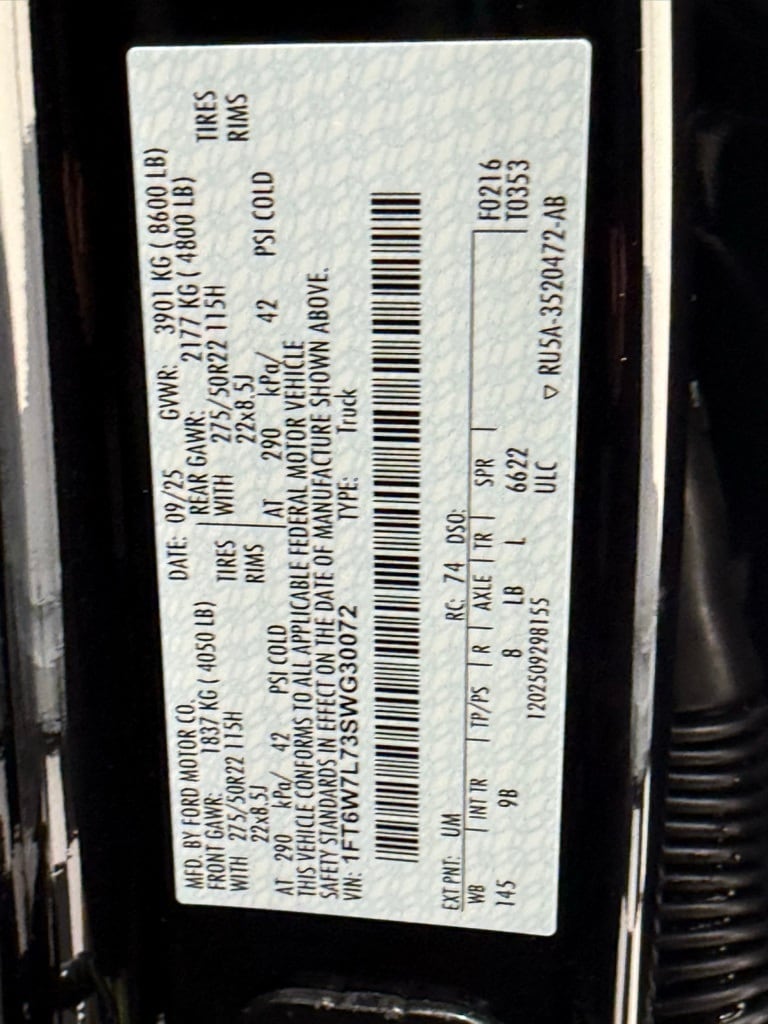 MFD. BY FORD MOTOR CO. DATE: 09/25 GVWR: 3901 KG ( 8600 LB)
FRONT GAWR: 1837 KG ( 4050 LB) REAR GAWR: 2177 KG ( 4800 LB)
WITH 275/50R22 115H TIRES WITH 275/50R22 115H TIRES
22x8.5J RIMS 22x8.5J RIMS
AT 290 kPa/ 42 PSI COLD AT 290 kPa/ 42 PSI COLD
THIS VEHICLE CONFORMS TO ALL APPLICABLE FEDERAL MOTOR VEHICLE
SAFETY STANDARDS IN EFFECT ON THE DATE OF MANUFACTURE SHOWN ABOVE.
VIN: 1FT6W7L73SWG30072 TYPE: Truck
EXT PNT: UM RC: 74 DSO: F0216
WB INT TR TP/PS R AXLE TR SPR T0353
145 9B 8 LB L 6622
ULC
1202509298155 ▽ RU5A-3520472-AB